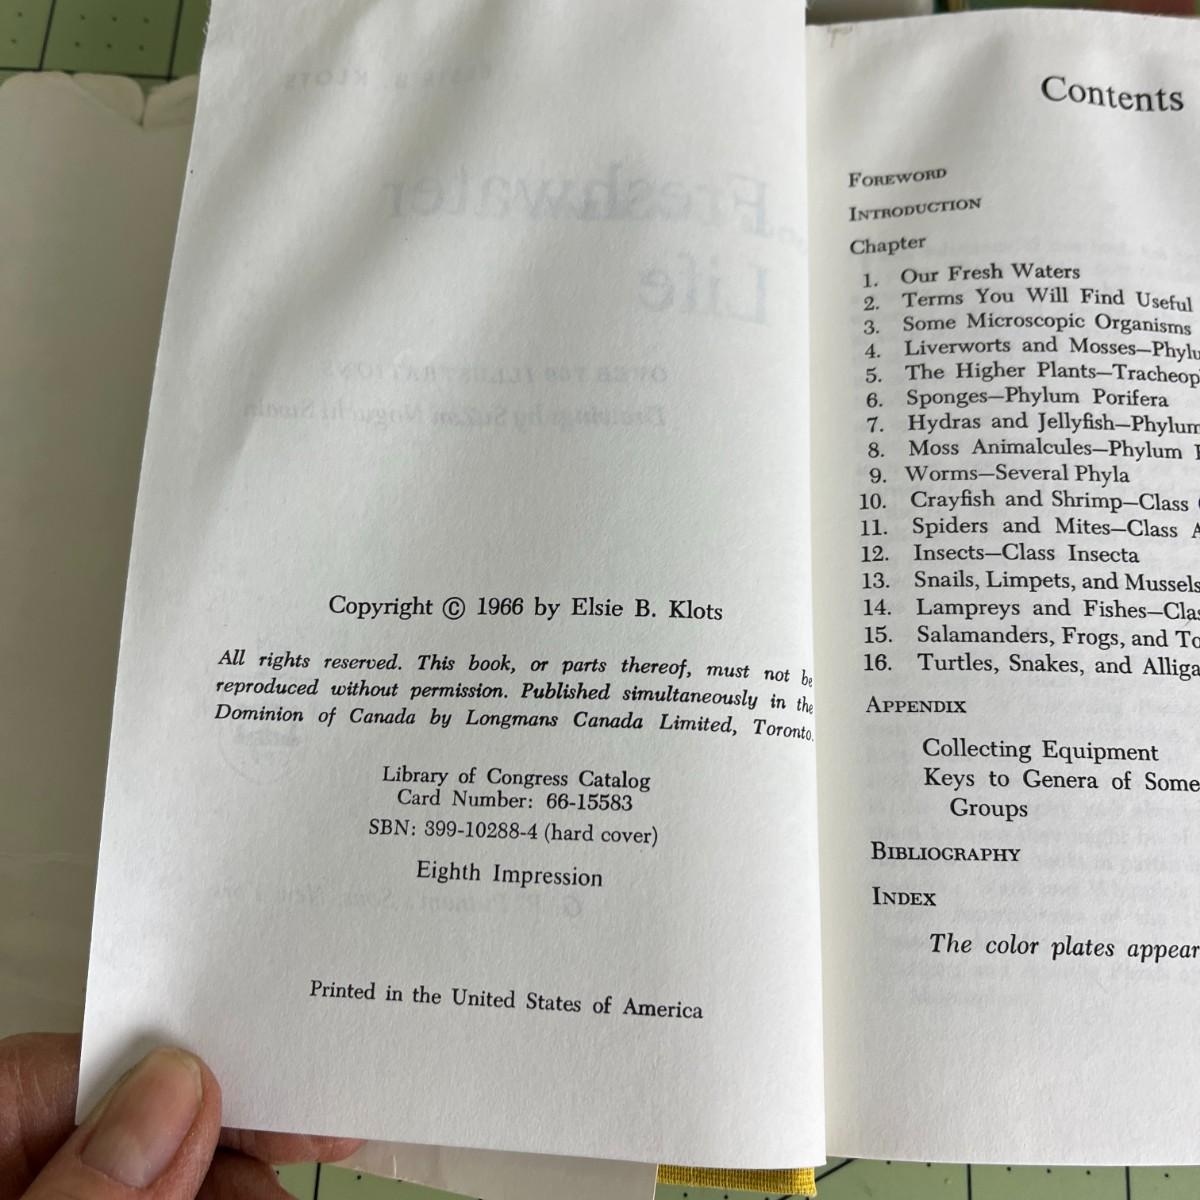 Copyright © 1966 by Elsie B. Klots
All rights reserved. This book, or parts thereof, must not be
reproduced without permission. Published simultaneously in the
Dominion of Canada by Longmans Canada Limited, Toronto.
Library of Congress Catalog
Card Number: 66-15583
SBN: 399-10288-4 (hard cover)
Eighth Impression
Printed in the United States of America
Contents
FOREWORD
INTRODUCTION
Chapter
1. Our Fresh Waters
2. Terms You Will Find Useful
3. Some Microscopic Organisms
4. Liverworts and Mosses—Phylu
5. The Higher Plants—Tracheop
6. Sponges—Phylum Porifera
7. Hydras and Jellyfish—Phylum
8. Moss Animalcules—Phylum
9. Worms—Several Phyla
10. Crayfish and Shrimp—Class
11. Spiders and Mites—Class A
12. Insects—Class Insecta
13. Snails, Limpets, and Mussels
14. Lampreys and Fishes—Clas
15. Salamanders, Frogs, and To
16. Turtles, Snakes, and Alliga
APPENDIX
Collecting Equipment
Keys to Genera of Some
Groups
BIBLIOGRAPHY
INDEX
The color plates appear